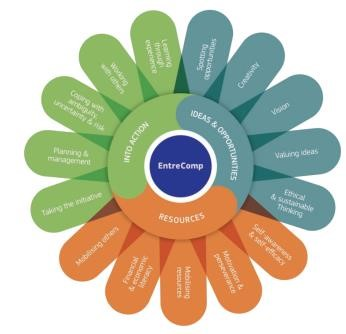 EntreComp
IDEAS & OPPORTUNITIES
RESOURCES
INTO ACTION
Spotting
opportunities
Creativity
Vision
Valuing ideas
Ethical
& sustainable
Thinking
Self awareness
& self efficacy
Motivation &
perseverance
Mobilising
resources
Financial
& economic
literacy
Mobilising others
Taking the initiative
Planning &
management
Coping with
ambiguity,
uncertainty & risk
Working
with others
Learning
through
experience